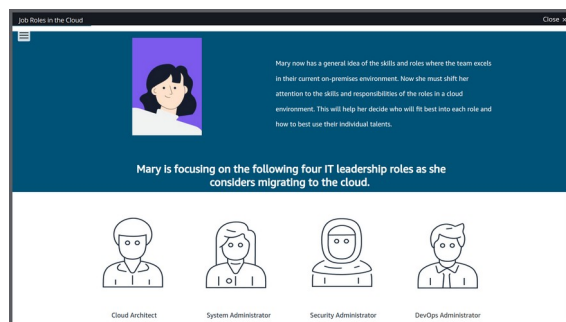 Job Roles in the Cloud
Close ×
Mary now has a general idea of the skills and roles where the team excels
in their current on-premises environment. Now she must shift her
attention to the skills and responsibilities of the roles in a cloud
environment. This will help her decide who will fit best into each role and
how to best use their individual talents.
Mary is focusing on the following four IT leadership roles as she
considers migrating to the cloud.
Cloud Architect
System Administrator
Security Administrator
DevOps Administrator